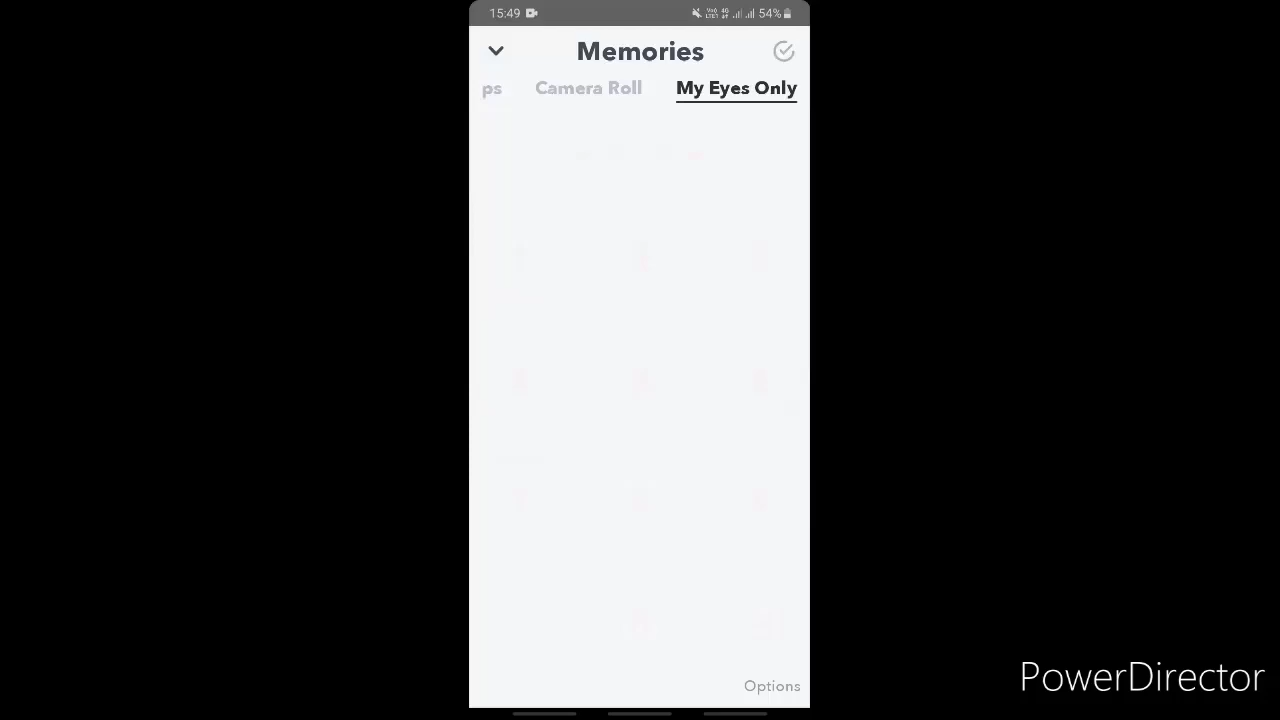 15:49 54%
Memories
ps Camera Roll My Eyes Only
Options
PowerDirector